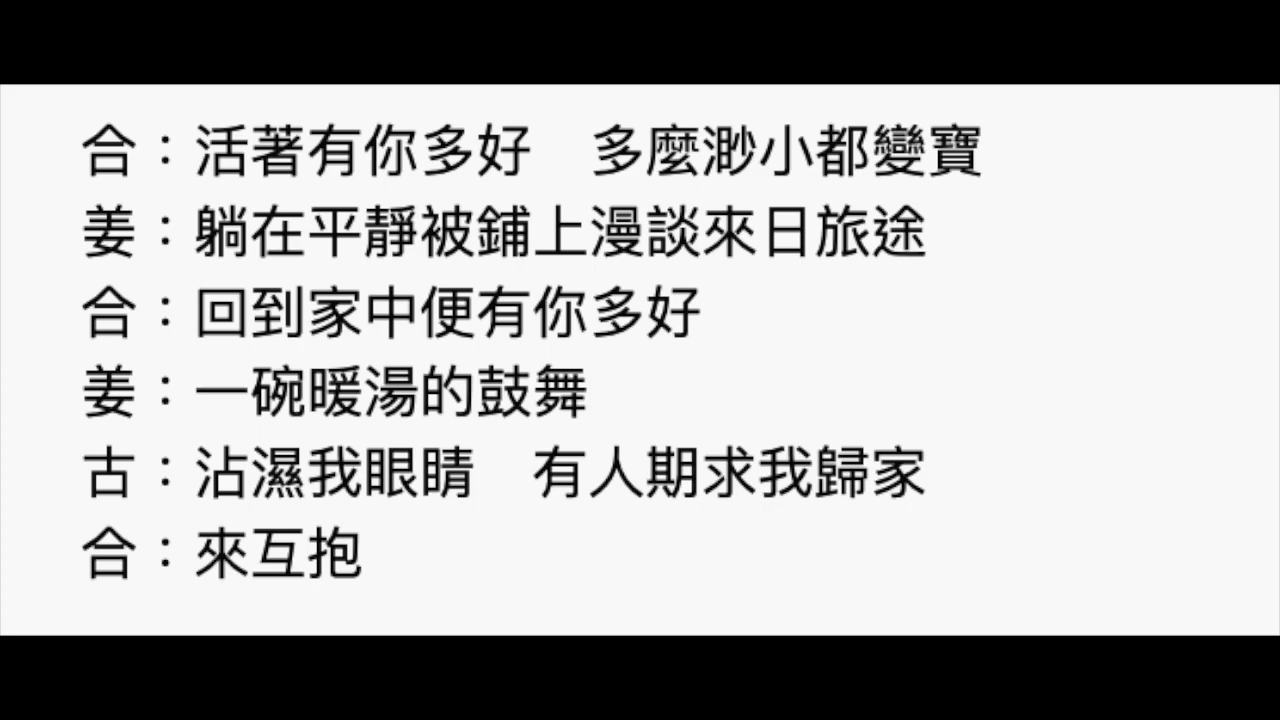 合：活著有你多好　多麼渺小都變寶
姜：躺在平靜被鋪上漫談來日旅途
合：回到家中便有你多好
姜：一碗暖湯的鼓舞
古：沾濕我眼睛　有人期求我歸家
合：來互抱